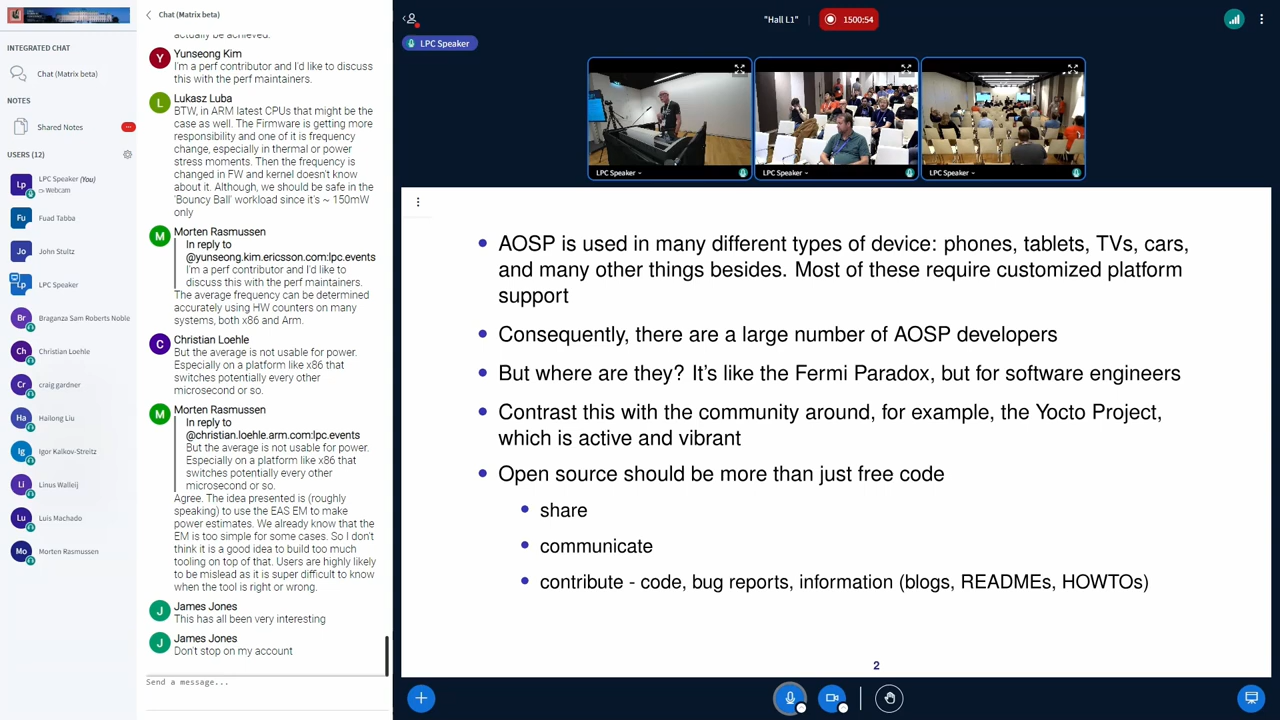 Chat (Matrix beta)
"Hall L1"
1500:54
LPC Speaker
INTEGRATED CHAT
Chat (Matrix beta)
NOTES
Shared Notes
USERS (12)
Lp
LPC Speaker (You)
Webcam
Fu
Fuad Tabba
Jo
John Stultz
Lp
LPC Speaker
Br
Braganza Sam Roberts Noble
Ch
Christian Loehle
Cr
craig gardner
Ha
Hailong Liu
Ig
Igor Kalkov-Streitz
Li
Linus Walleij
Lu
Luis Machado
Mo
Morten Rasmussen
actually be achieved.
Y
Yunseong Kim
I'm a perf contributor and I'd like to discuss
this with the perf maintainers.
L
Lukasz Luba
BTW, in ARM latest CPUs that might be the
case as well. The Firmware is getting more
responsibility and one of it is frequency
change, especially in thermal or power
stress moments. Then the frequency is
changed in FW and kernel doesn't know
about it. Although, we should be safe in the
'Bouncy Ball' workload since it's ~ 150mW
only
M
Morten Rasmussen
In reply to
@yunseong.kim.ericsson.com:lpc.events
I'm a perf contributor and I'd like to
discuss this with the perf maintainers.
The average frequency can be determined
accurately using HW counters on many
systems, both x86 and Arm.
C
Christian Loehle
But the average is not usable for power.
Especially on a platform like x86 that
switches potentially every other
microsecond or so.
M
Morten Rasmussen
In reply to
@christian.loehle.arm.com:lpc.events
But the average is not usable for power.
Especially on a platform like x86 that
switches potentially every other
microsecond or so.
Agree. The idea presented is (roughly
speaking) to use the EAS EM to make
power estimates. We already know that the
EM is too simple for some cases. So I don't
think it is a good idea to build too much
tooling on top of that. Users are highly likely
to be mislead as it is super difficult to know
when the tool is right or wrong.
J
James Jones
This has all been very interesting
J
James Jones
Don't stop on my account
Send a message...
LPC Speaker
LPC Speaker
LPC Speaker
AOSP is used in many different types of device: phones, tablets, TVs, cars,
and many other things besides. Most of these require customized platform
support
Consequently, there are a large number of AOSP developers
But where are they? It's like the Fermi Paradox, but for software engineers
Contrast this with the community around, for example, the Yocto Project,
which is active and vibrant
Open source should be more than just free code
share
communicate
contribute - code, bug reports, information (blogs, READMEs, HOWTOs)
2